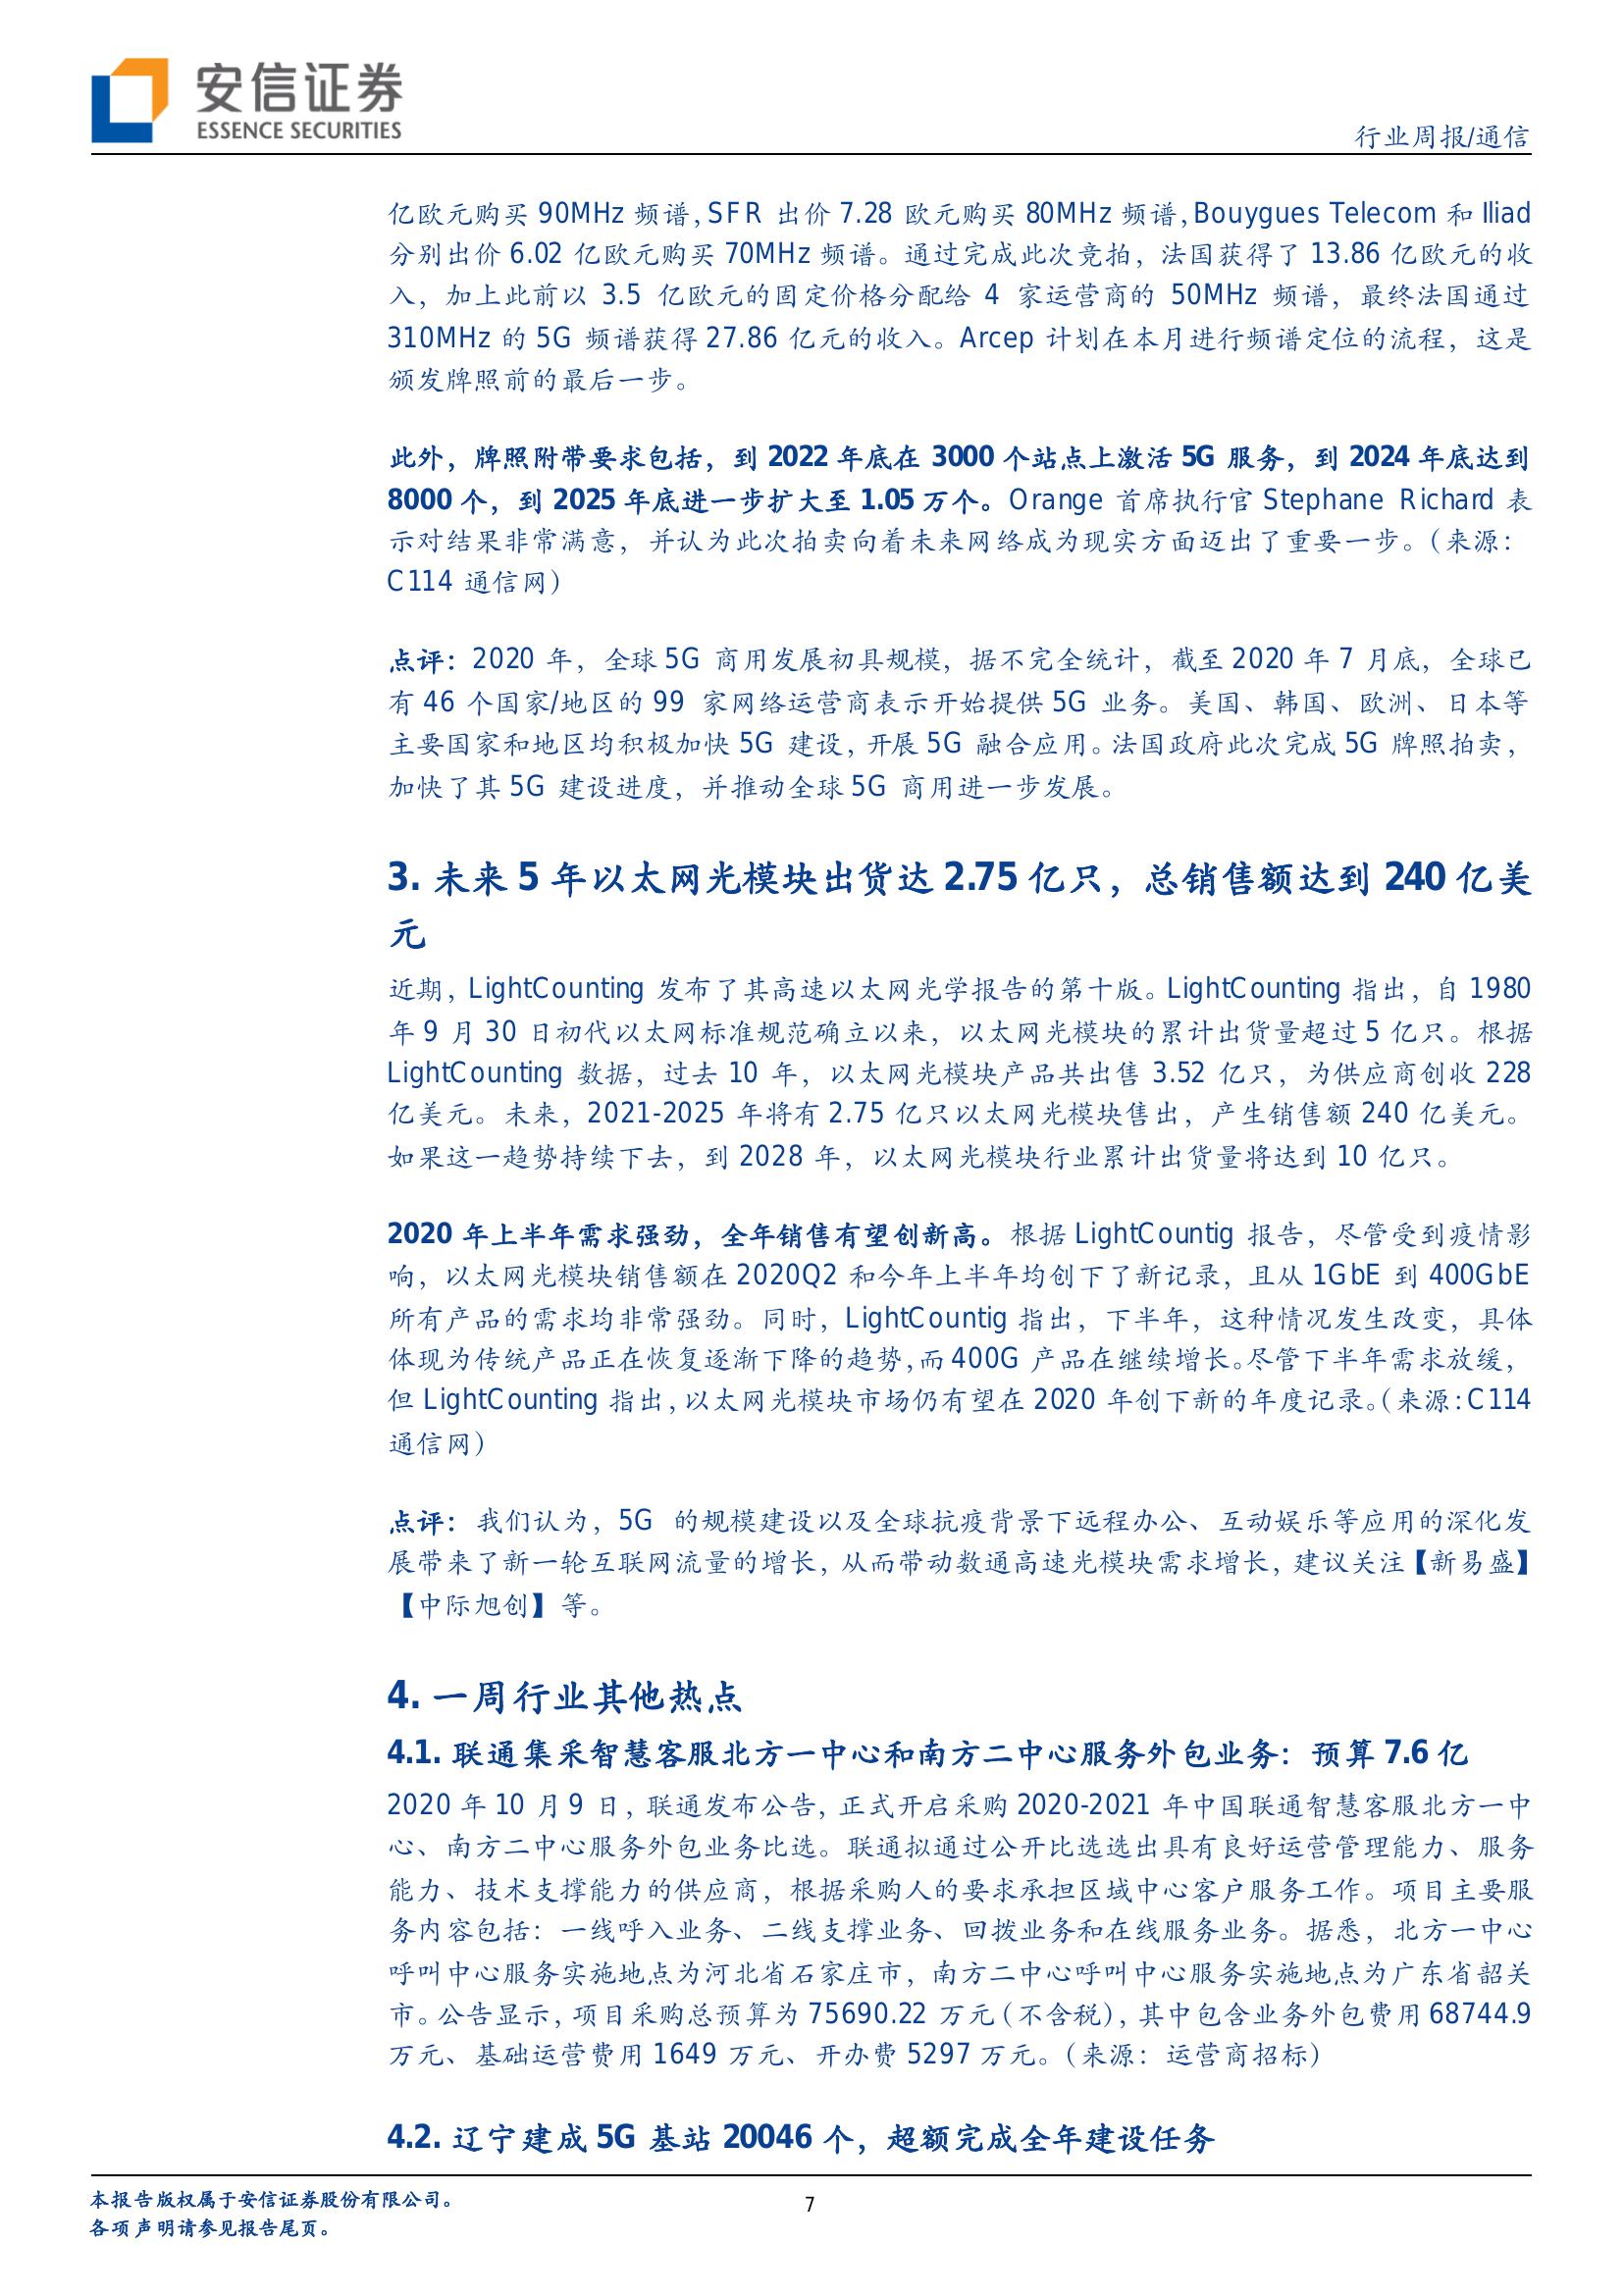 安信证券
ESSENCE SECURITIES
行业周报/通信
亿欧元购买 90MHz 频谱，SFR 出价 7.28 欧元购买 80MHz 频谱，Bouygues Telecom 和 Iliad
分别出价 6.02 亿欧元购买 70MHz 频谱。通过完成此次竞拍，法国获得了 13.86 亿欧元的收
入，加上此前以 3.5 亿欧元的固定价格分配给 4 家运营商的 50MHz 频谱，最终法国通过
310MHz 的 5G 频谱获得 27.86 亿元的收入。Arcep 计划在本月进行频谱定位的流程，这是
颁发牌照前的最后一步。
此外，牌照附带要求包括，到 2022 年底在 3000 个站点上激活 5G 服务，到 2024 年底达到
8000 个，到 2025 年底进一步扩大至 1.05 万个。Orange 首席执行官 Stephane Richard 表
示对结果非常满意，并认为此次拍卖向着未来网络成为现实方面迈出了重要一步。（来源：
C114 通信网）
点评：2020 年，全球 5G 商用发展初具规模，据不完全统计，截至 2020 年 7 月底，全球已
有 46 个国家/地区的 99 家网络运营商表示开始提供 5G 业务。美国、韩国、欧洲、日本等
主要国家和地区均积极加快 5G 建设，开展 5G 融合应用。法国政府此次完成 5G 牌照拍卖，
加快了其 5G 建设进度，并推动全球 5G 商用进一步发展。
3. 未来 5 年以太网光模块出货达 2.75 亿只，总销售额达到 240 亿美
元
近期，LightCounting 发布了其高速以太网光学报告的第十版。LightCounting 指出，自 1980
年 9 月 30 日初代以太网标准规范确立以来，以太网光模块的累计出货量超过 5 亿只。根据
LightCounting 数据，过去 10 年，以太网光模块产品共出售 3.52 亿只，为供应商创收 228
亿美元。未来，2021-2025 年将有 2.75 亿只以太网光模块售出，产生销售额 240 亿美元。
如果这一趋势持续下去，到 2028 年，以太网光模块行业累计出货量将达到 10 亿只。
2020 年上半年需求强劲，全年销售有望创新高。根据 LightCountig 报告，尽管受到疫情影
响，以太网光模块销售额在 2020Q2 和今年上半年均创下了新记录，且从 1GbE 到 400GbE
所有产品的需求均非常强劲。同时，LightCountig 指出，下半年，这种情况发生改变，具体
体现为传统产品正在恢复逐渐下降的趋势，而 400G 产品在继续增长。尽管下半年需求放缓，
但 LightCounting 指出，以太网光模块市场仍有望在 2020 年创下新的年度记录。（来源：C114
通信网）
点评：我们认为，5G 的规模建设以及全球抗疫背景下远程办公、互动娱乐等应用的深化发
展带来了新一轮互联网流量的增长，从而带动数通高速光模块需求增长，建议关注【新易盛】
【中际旭创】等。
4. 一周行业其他热点
4.1. 联通集采智慧客服北方一中心和南方二中心服务外包业务：预算 7.6 亿
2020 年 10 月 9 日，联通发布公告，正式开启采购 2020-2021 年中国联通智慧客服北方一中
心、南方二中心服务外包业务比选。联通拟通过公开比选选出具有良好运营管理能力、服务
能力、技术支撑能力的供应商，根据采购人的要求承担区域中心客户服务工作。项目主要服
务内容包括：一线呼入业务、二线支撑业务、回拨业务和在线服务业务。据悉，北方一中心
呼叫中心服务实施地点为河北省石家庄市，南方二中心呼叫中心服务实施地点为广东省韶关
市。公告显示，项目采购总预算为 75690.22 万元（不含税），其中包含业务外包费用 68744.9
万元、基础运营费用 1649 万元、开办费 5297 万元。（来源：运营商招标）
4.2. 辽宁建成 5G 基站 20046 个，超额完成全年建设任务
本报告版权属于安信证券股份有限公司。
7
各项声明请参见报告尾页。